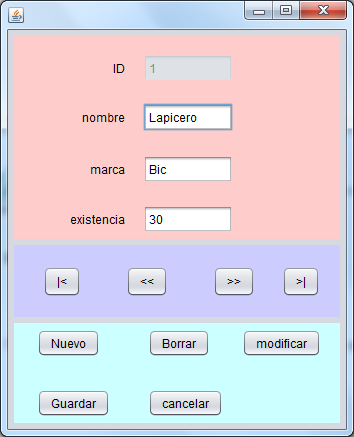 ID 1
nombre Lapicero
marca Bic
existencia 30
|< << >> >|
Nuevo Borrar modificar
Guardar cancelar